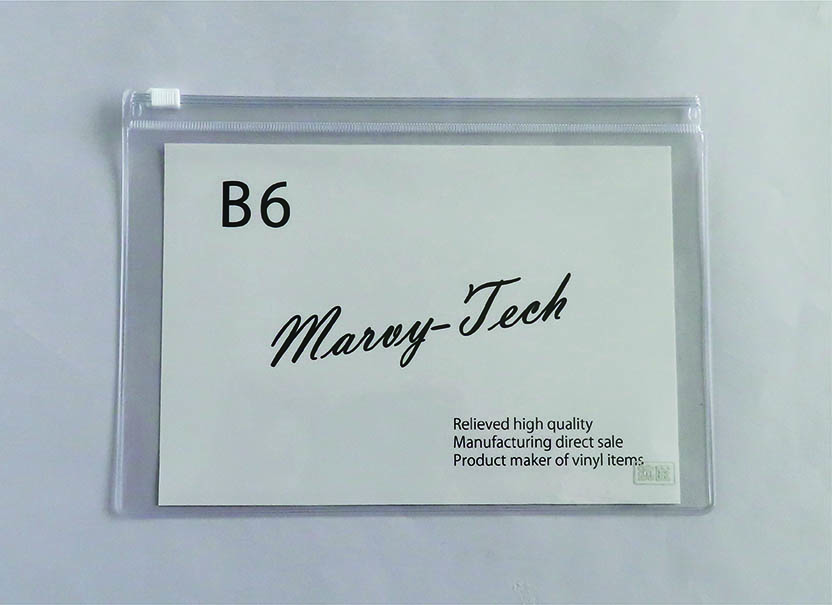 B6
Marvy-Tech
Relieved high quality
Manufacturing direct sale
Product maker of vinyl items